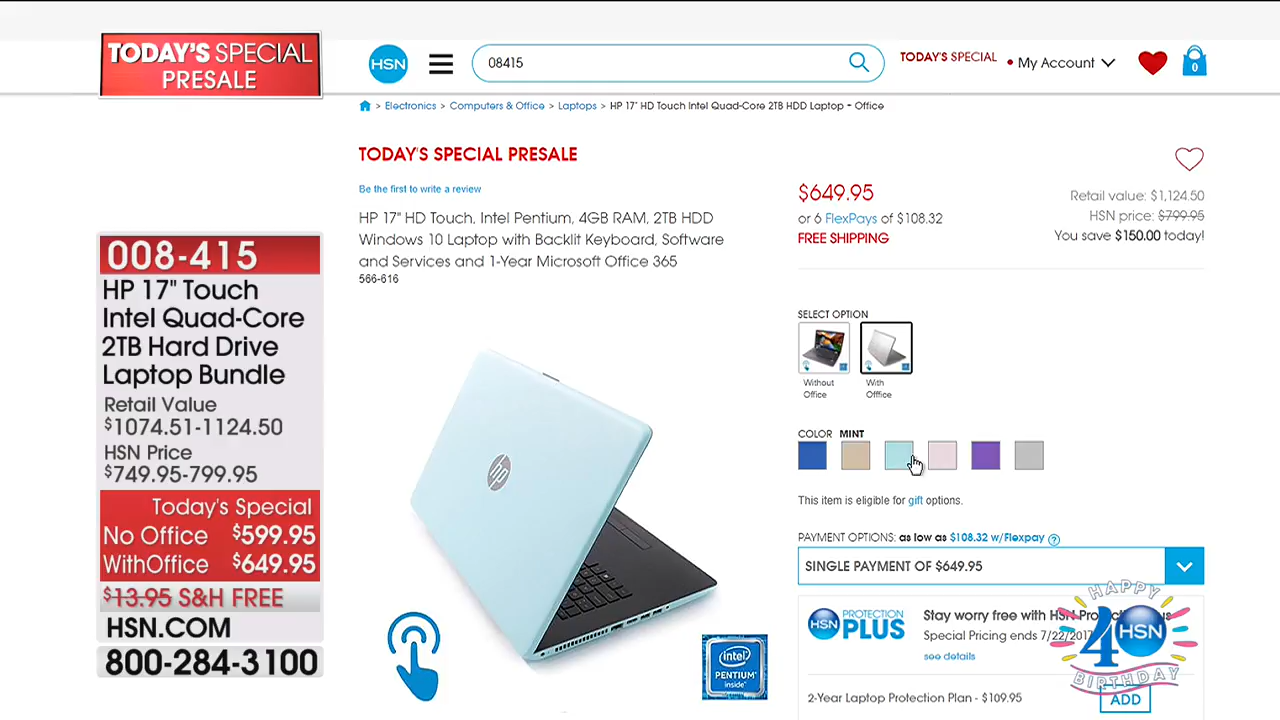 TODAY'S SPECIAL
PRESALE
HSN
08415
TODAY'S SPECIAL
My Account
0
> Electronics > Computers & Office > Laptops > HP 17" HD Touch Intel Quad-Core 2TB HDD Laptop - Office
TODAY'S SPECIAL PRESALE
Be the first to write a review
HP 17" HD Touch, Intel Pentium, 4GB RAM, 2TB HDD
Windows 10 Laptop with Backlit Keyboard, Software
and Services and 1-Year Microsoft Office 365
566-616
$649.95
or 6 FlexPays of $108.32
FREE SHIPPING
Retail value: $1,124.50
HSN price: $799.95
You save $150.00 today!
008-415
HP 17" Touch
Intel Quad-Core
2TB Hard Drive
Laptop Bundle
Retail Value
$1074.51-1124.50
HSN Price
$749.95-799.95
Today's Special
No Office $599.95
WithOffice $649.95
$13.95 S&H FREE
HSN.COM
800-284-3100
hp
intel
PENTIUM
inside
SELECT OPTION
Without
Office
With
Office
COLOR MINT
This item is eligible for gift options.
PAYMENT OPTIONS: as low as $108.32 w/Flexpay ?
SINGLE PAYMENT OF $649.95
HSN PROTECTION
PLUS
Stay worry free with HSN
Special Pricing ends 7/22/2017
see details
2-Year Laptop Protection Plan - $109.95
ADD
HAPPY
40 HSN
BIRTHDAY